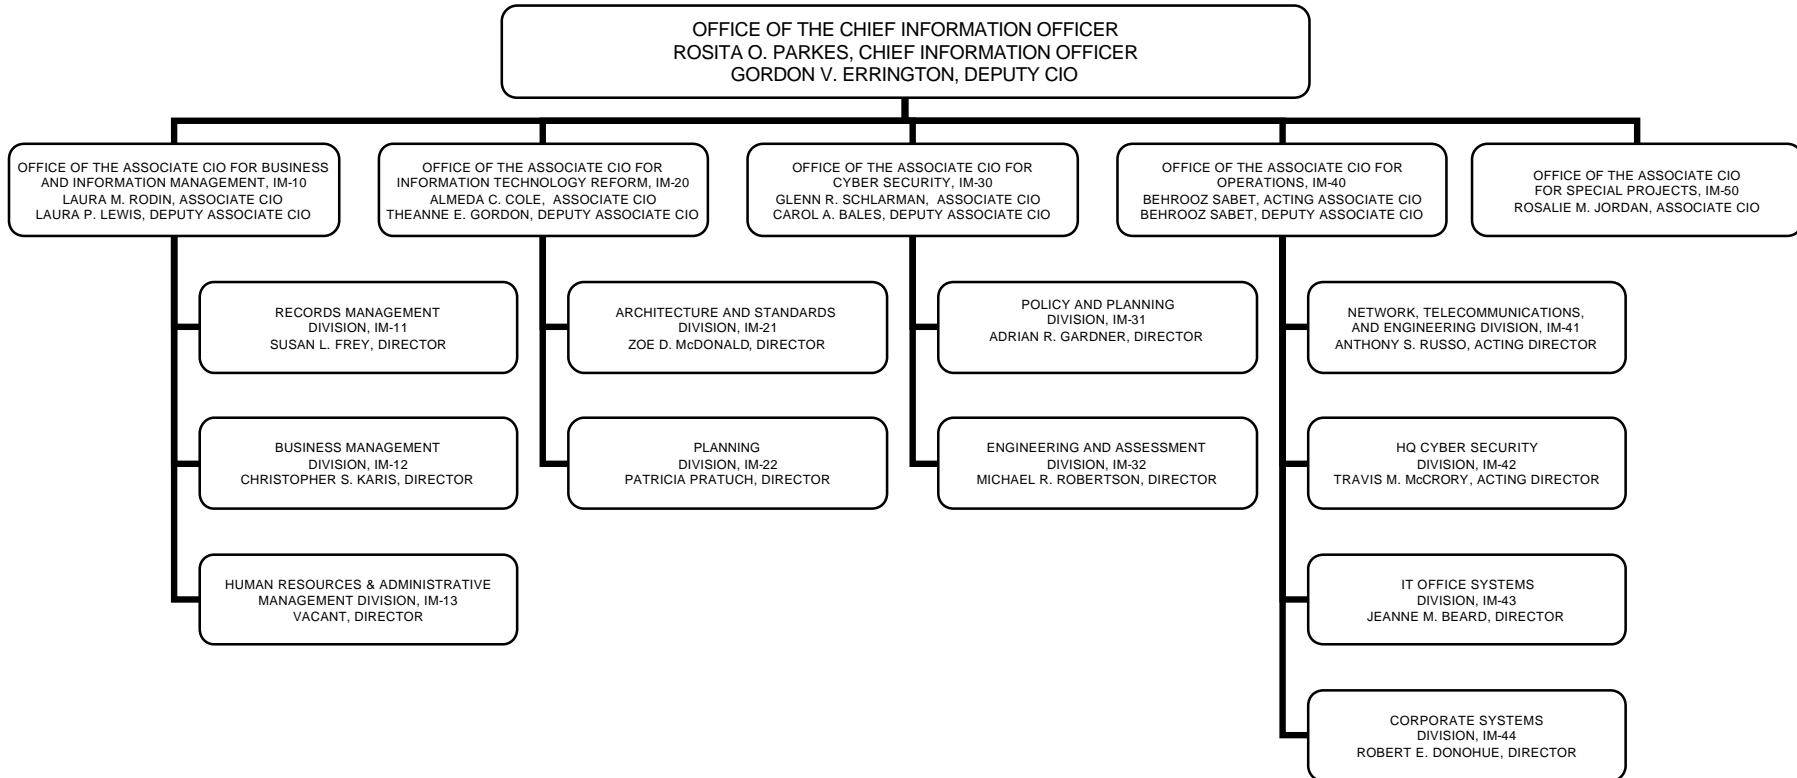 OFFICE OF THE CHIEF INFORMATION OFFICER
ROSITA O. PARKES, CHIEF INFORMATION OFFICER
GORDON V. ERRINGTON, DEPUTY CIO
OFFICE OF THE ASSOCIATE CIO FOR BUSINESS
AND INFORMATION MANAGEMENT, IM-10
LAURA M. RODIN, ASSOCIATE CIO
LAURA P. LEWIS, DEPUTY ASSOCIATE CIO
RECORDS MANAGEMENT
DIVISION, IM-11
SUSAN L. FREY, DIRECTOR
BUSINESS MANAGEMENT
DIVISION, IM-12
CHRISTOPHER S. KARIS, DIRECTOR
HUMAN RESOURCES & ADMINISTRATIVE
MANAGEMENT DIVISION, IM-13
VACANT, DIRECTOR
OFFICE OF THE ASSOCIATE CIO FOR
INFORMATION TECHNOLOGY REFORM, IM-20
ALMEDA C. COLE, ASSOCIATE CIO
THEANNE E. GORDON, DEPUTY ASSOCIATE CIO
ARCHITECTURE AND STANDARDS
DIVISION, IM-21
ZOE D. McDONALD, DIRECTOR
PLANNING
DIVISION, IM-22
PATRICIA PRATUCH, DIRECTOR
OFFICE OF THE ASSOCIATE CIO FOR
CYBER SECURITY, IM-30
GLENN R. SCHLARMAN, ASSOCIATE CIO
CAROL A. BALES, DEPUTY ASSOCIATE CIO
POLICY AND PLANNING
DIVISION, IM-31
ADRIAN R. GARDNER, DIRECTOR
ENGINEERING AND ASSESSMENT
DIVISION, IM-32
MICHAEL R. ROBERTSON, DIRECTOR
OFFICE OF THE ASSOCIATE CIO FOR
OPERATIONS, IM-40
BEHROOZ SABET, ACTING ASSOCIATE CIO
BEHROOZ SABET, DEPUTY ASSOCIATE CIO
NETWORK, TELECOMMUNICATIONS,
AND ENGINEERING DIVISION, IM-41
ANTHONY S. RUSSO, ACTING DIRECTOR
HQ CYBER SECURITY
DIVISION, IM-42
TRAVIS M. McCRORY, ACTING DIRECTOR
IT OFFICE SYSTEMS
DIVISION, IM-43
JEANNE M. BEARD, DIRECTOR
CORPORATE SYSTEMS
DIVISION, IM-44
ROBERT E. DONOHUE, DIRECTOR
OFFICE OF THE ASSOCIATE CIO
FOR SPECIAL PROJECTS, IM-50
ROSALIE M. JORDAN, ASSOCIATE CIO